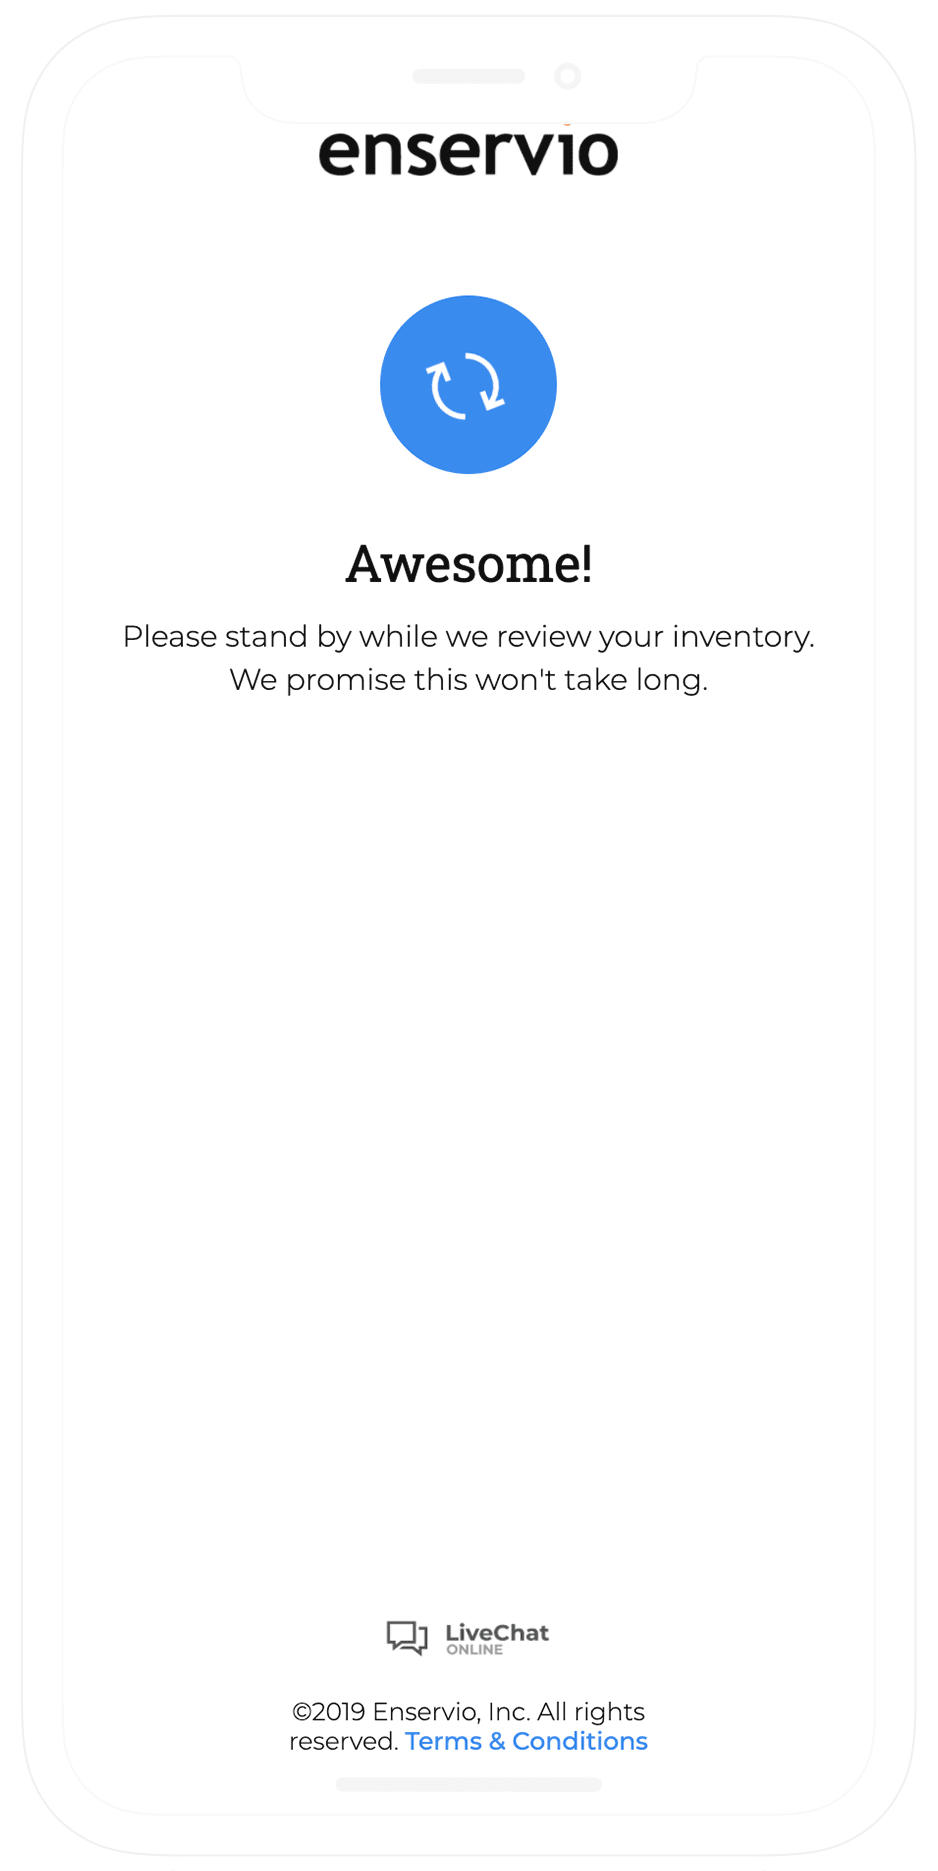 enservio
Awesome!
Please stand by while we review your inventory.
We promise this won't take long.
LiveChat
ONLINE
©2019 Enservio, Inc. All rights
reserved. Terms & Conditions